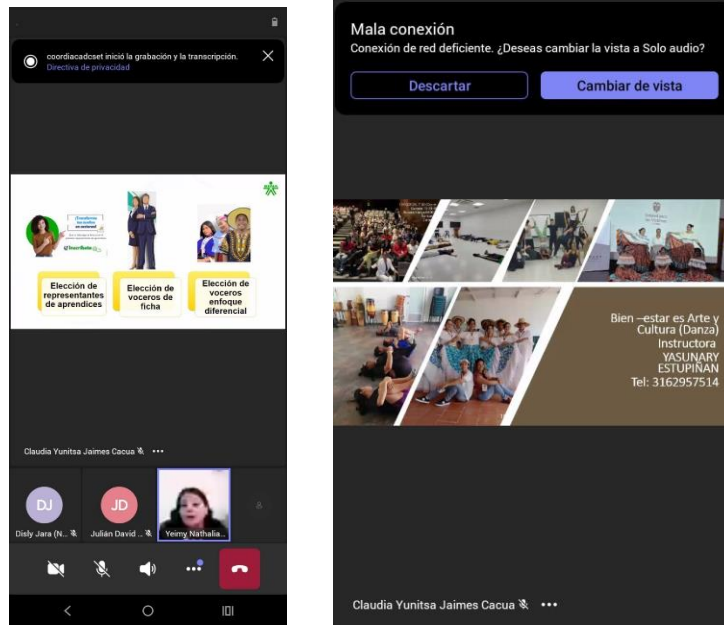 coordiacadcset inició la grabación y la transcripción.
Directiva de privacidad
Inscríbete
Elección de
representantes
de aprendices
Elección de
voceros de
ficha
Elección de
voceros
enfoque
diferencial
Claudia Yunitsa Jaimes Cacua
DJ
JD
Disly Jara (N...
Julián David ...
Yeimy Nathalia...
Mala conexión
Conexión de red deficiente. ¿Deseas cambiar la vista a Solo audio?
Descartar
Cambiar de vista
Bien –estar es Arte y
Cultura (Danza)
Instructora
YASUNARY
ESTUPIÑAN
Tel: 3162957514
Claudia Yunitsa Jaimes Cacua